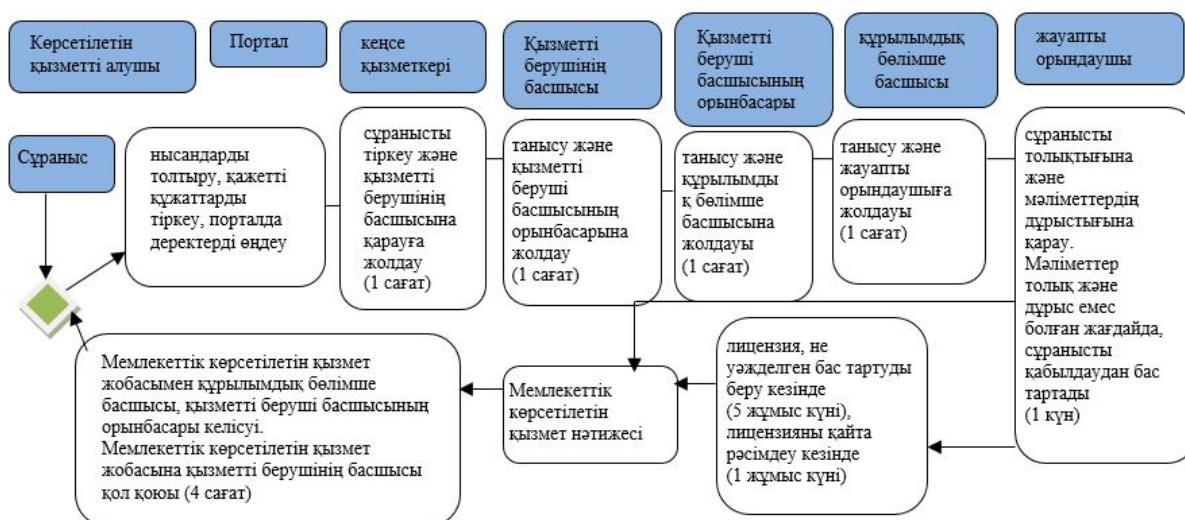 Көрсетілетін
қызметті алушы
Портал
кеңсе
қызметкері
Қызметті
берушінің
басшысы
Қызметті
беруші
басшысының
орынбасары
құрылымдық
бөлімше
басшысы
жауапты
орындаушы
Сұраныс
нысандарды
толтыру, қажетті
құжаттарды
тіркеу, порталда
деректерді өңдеу
сұранысты
тіркеу және
қызметті
берушінің
басшысына
қарауға
жолдау
(1 сағат)
танысу және
қызметті
беруші
басшысының
орынбасарына
жолдау
(1 сағат)
танысу және
құрылымды
қ бөлімше
басшысына
жолдауы
(1 сағат)
танысу және
жауапты
орындаушыға
жолдауы
(1 сағат)
сұранысты
толықтығына
және
мәліметтердің
дұрыстығына
қарау.
Мәліметтер
толық және
дұрыс емес
болған жағдайда,
сұранысты
қабылдаудан бас
тартады
(1 күн)
Мемлекеттік көрсетілетін қызмет
жобасымен құрылымдық бөлімше
басшысы, қызметті беруші басшысының
орынбасары келісуі.
Мемлекеттік көрсетілетін қызмет
жобасына қызметті берушінің басшысы
қол қоюы (4 сағат)
Мемлекеттік
көрсетілетін
қызмет нәтижесі
лицензия, не
уәжделген бас тартуды
беру кезінде
(5 жұмыс күні),
лицензияны қайта
рәсімдеу кезінде
(1 жұмыс күні)